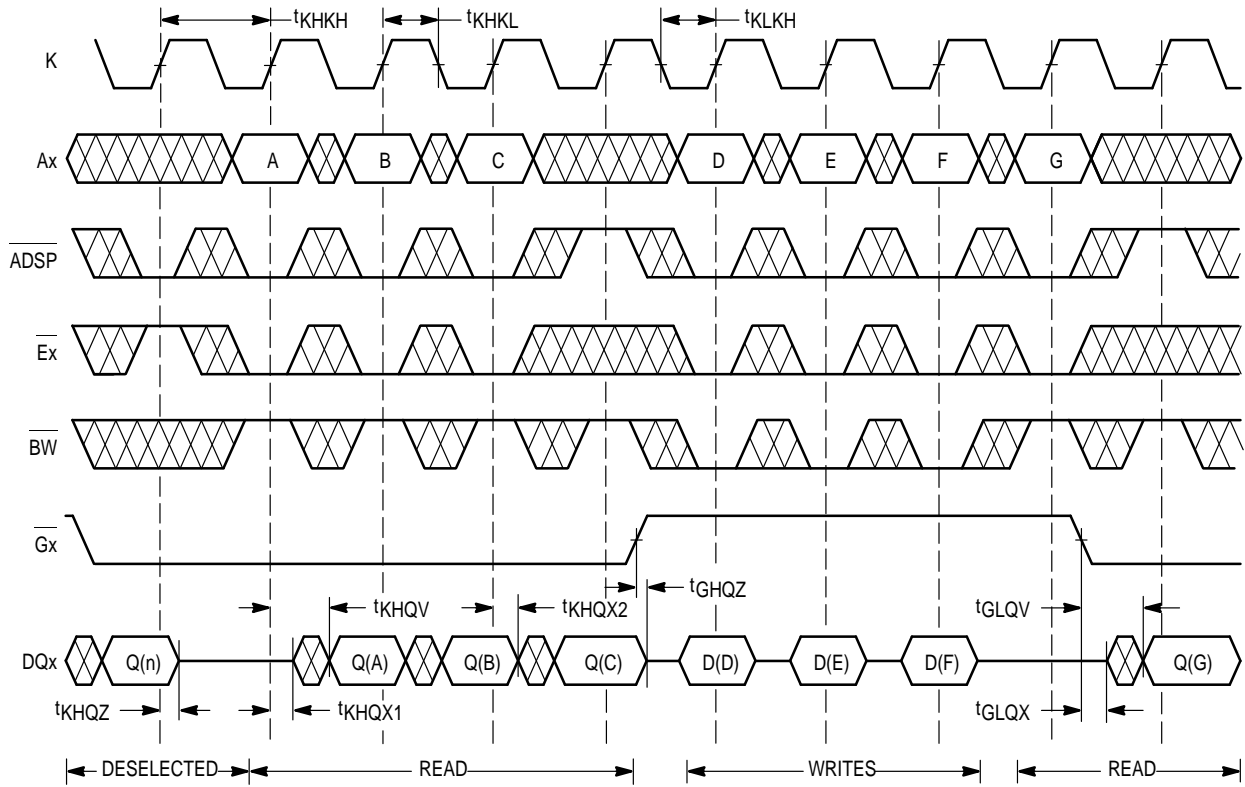 tKHKH tKHKL tKLKH
K
Ax A B C D E F G
ADSP
Ex
BW
Gx
tGHQZ
tKHQV tKHQX2 tGLQV
DQx Q(n) Q(A) Q(B) Q(C) D(D) D(E) D(F) Q(G)
tKHQZ tKHQX1 tGLQX
DESELECTED READ WRITES READ